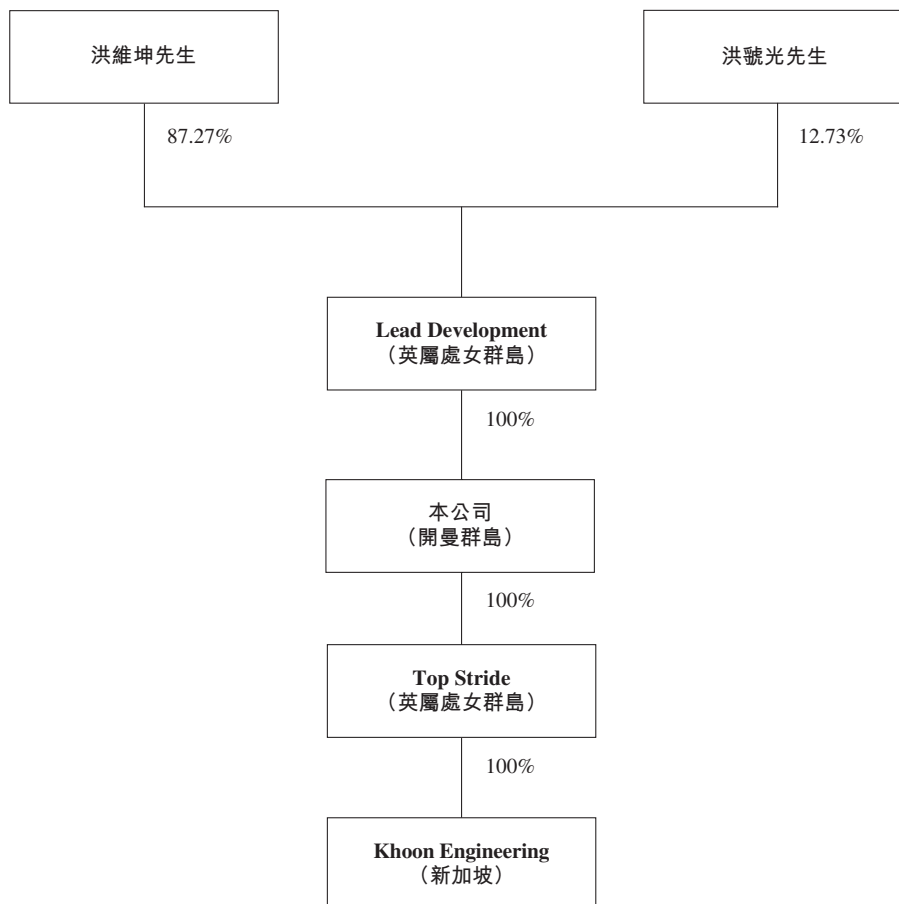 洪維坤先生
洪虢光先生
87.27%
12.73%
Lead Development
（英屬處女群島）
100%
本公司
（開曼群島）
100%
Top Stride
（英屬處女群島）
100%
Khoon Engineering
（新加坡）